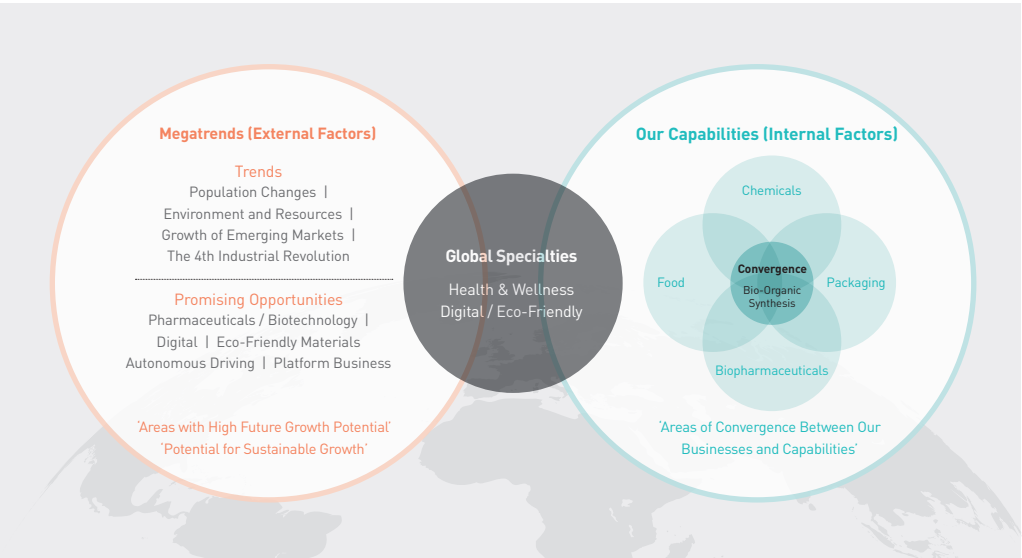 Megatrends (External Factors)
Trends
Population Changes |
Environment and Resources |
Growth of Emerging Markets |
The 4th Industrial Revolution
Promising Opportunities
Pharmaceuticals / Biotechnology |
Digital | Eco-Friendly Materials
Autonomous Driving | Platform Business
‘Areas with High Future Growth Potential’
‘Potential for Sustainable Growth’
Global Specialties
Health & Wellness
Digital / Eco-Friendly
Our Capabilities (Internal Factors)
Chemicals
Food
Convergence
Bio-Organic
Synthesis
Packaging
Biopharmaceuticals
‘Areas of Convergence Between Our
Businesses and Capabilities’